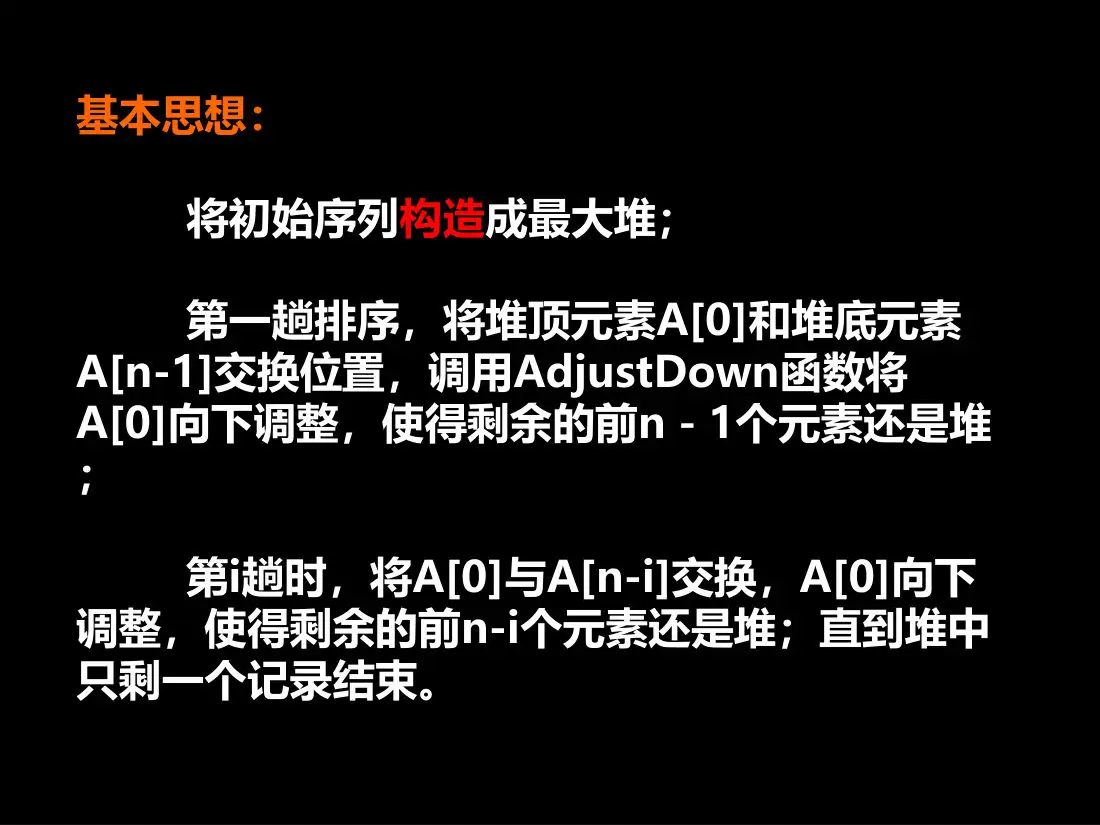 基本思想：
将初始序列构造成最大堆；
第一趟排序，将堆顶元素A[0]和堆底元素
A[n-1]交换位置，调用AdjustDown函数将
A[0]向下调整，使得剩余的前n - 1个元素还是堆
；
第i趟时，将A[0]与A[n-i]交换，A[0]向下
调整，使得剩余的前n-i个元素还是堆；直到堆中
只剩一个记录结束。